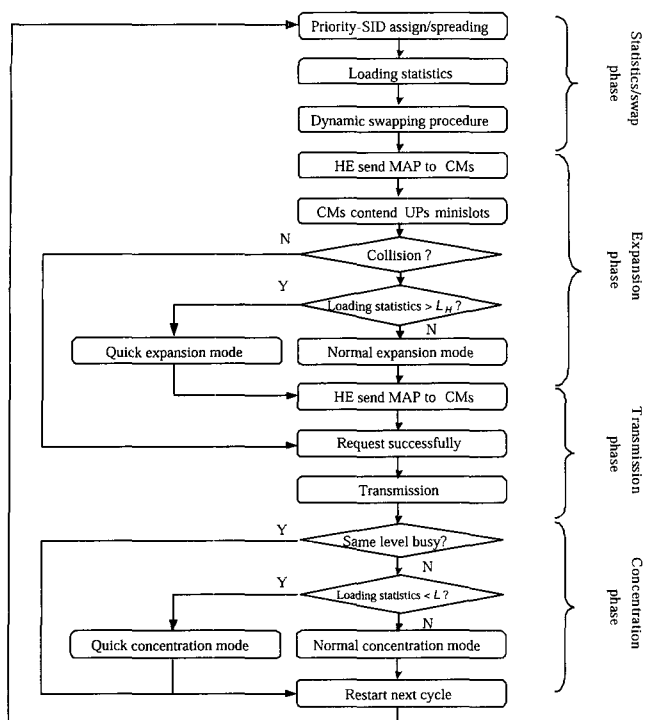 Priority-SID assign/spreading
Loading statistics
Dynamic swapping procedure
Statistics/swap
phase
HE send MAP to CMs
CMs contend UPs minislots
Collision ?
N
Loading statistics > L_H ?
Y
N
Quick expansion mode
Normal expansion mode
Expansion
phase
HE send MAP to CMs
Request successfully
Transmission
Transmission
phase
Same level busy?
Y
N
Loading statistics < L ?
Y
N
Quick concentration mode
Normal concentration mode
Restart next cycle
Concentration
phase